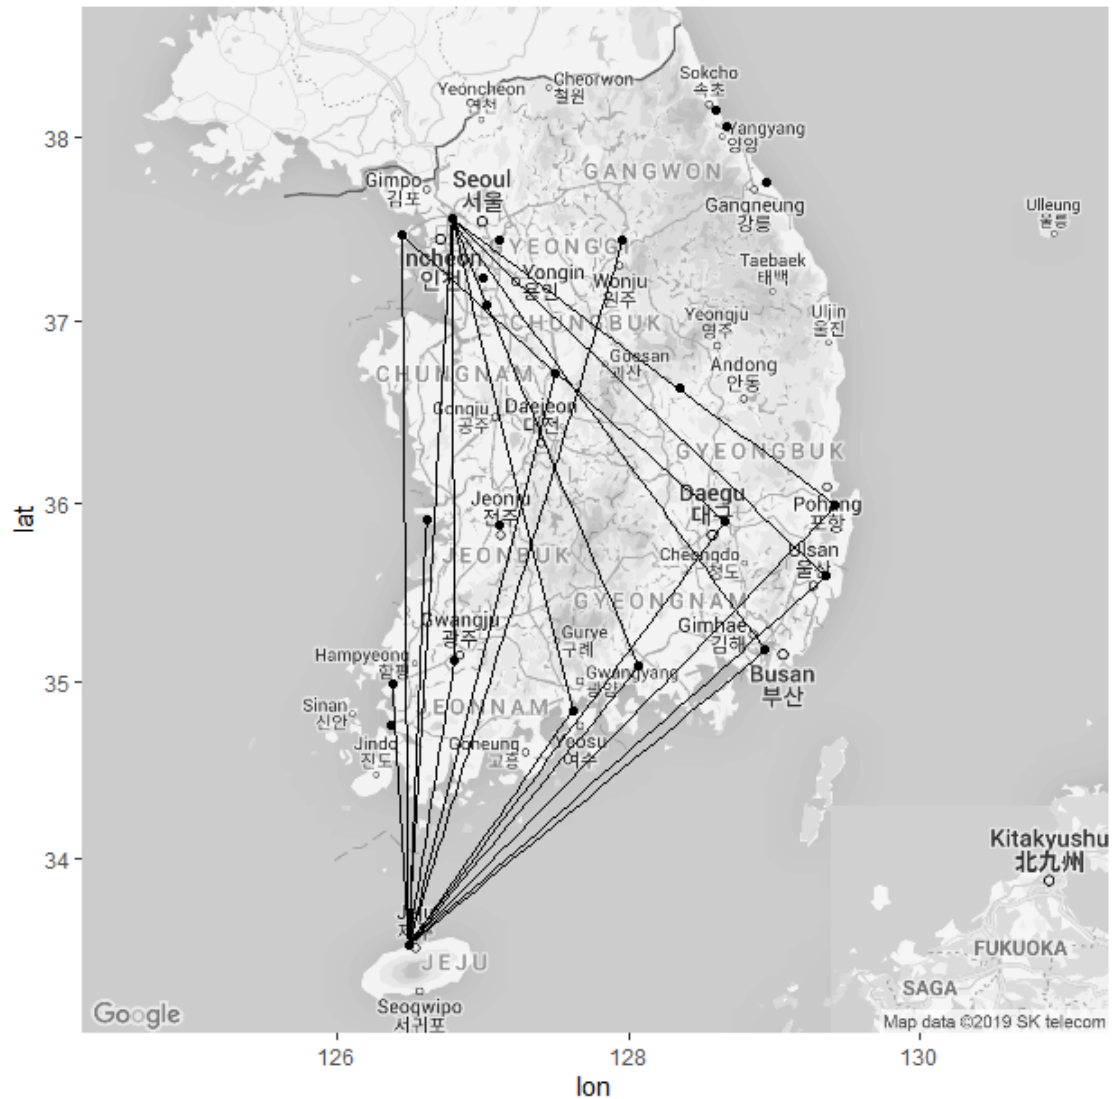 Sokcho
속초
Cheorwon
철원
Yeoncheon
연천
38
Yangyang
양양
GANGWON
Gimpo
김포
Seoul
서울
Gangneung
강릉
Ulleung
울릉
GYEONGGI
Taebaek
태백
ncheon
인천
Yongin
용인
Wonju
원주
37
CHUNGBUK
Yeongju
영주
Uljin
울진
Goesan
괴산
Andong
안동
CHUNGNAM
Gongju
공주
Daejeon
대전
GYEONGBUK
36
Jeonju
전주
Daegu
대구
Pohang
포항
lat
JEONBUK
Cheongdo
청도
Ulsan
울산
GYEONGNAM
Gwangju
광주
Gurye
구례
Gimhae
김해
Hampyeong
함평
35
Gwangyang
광양
Busan
부산
Sinan
신안
JEONNAM
Jindo
진도
Goheung
고흥
Yeosu
여수
34
Kitakyushu
北九州
JEJU
FUKUOKA
SAGA
Seogwipo
서귀포
Google
Map data ©2019 SK telecom
126
128
130
lon